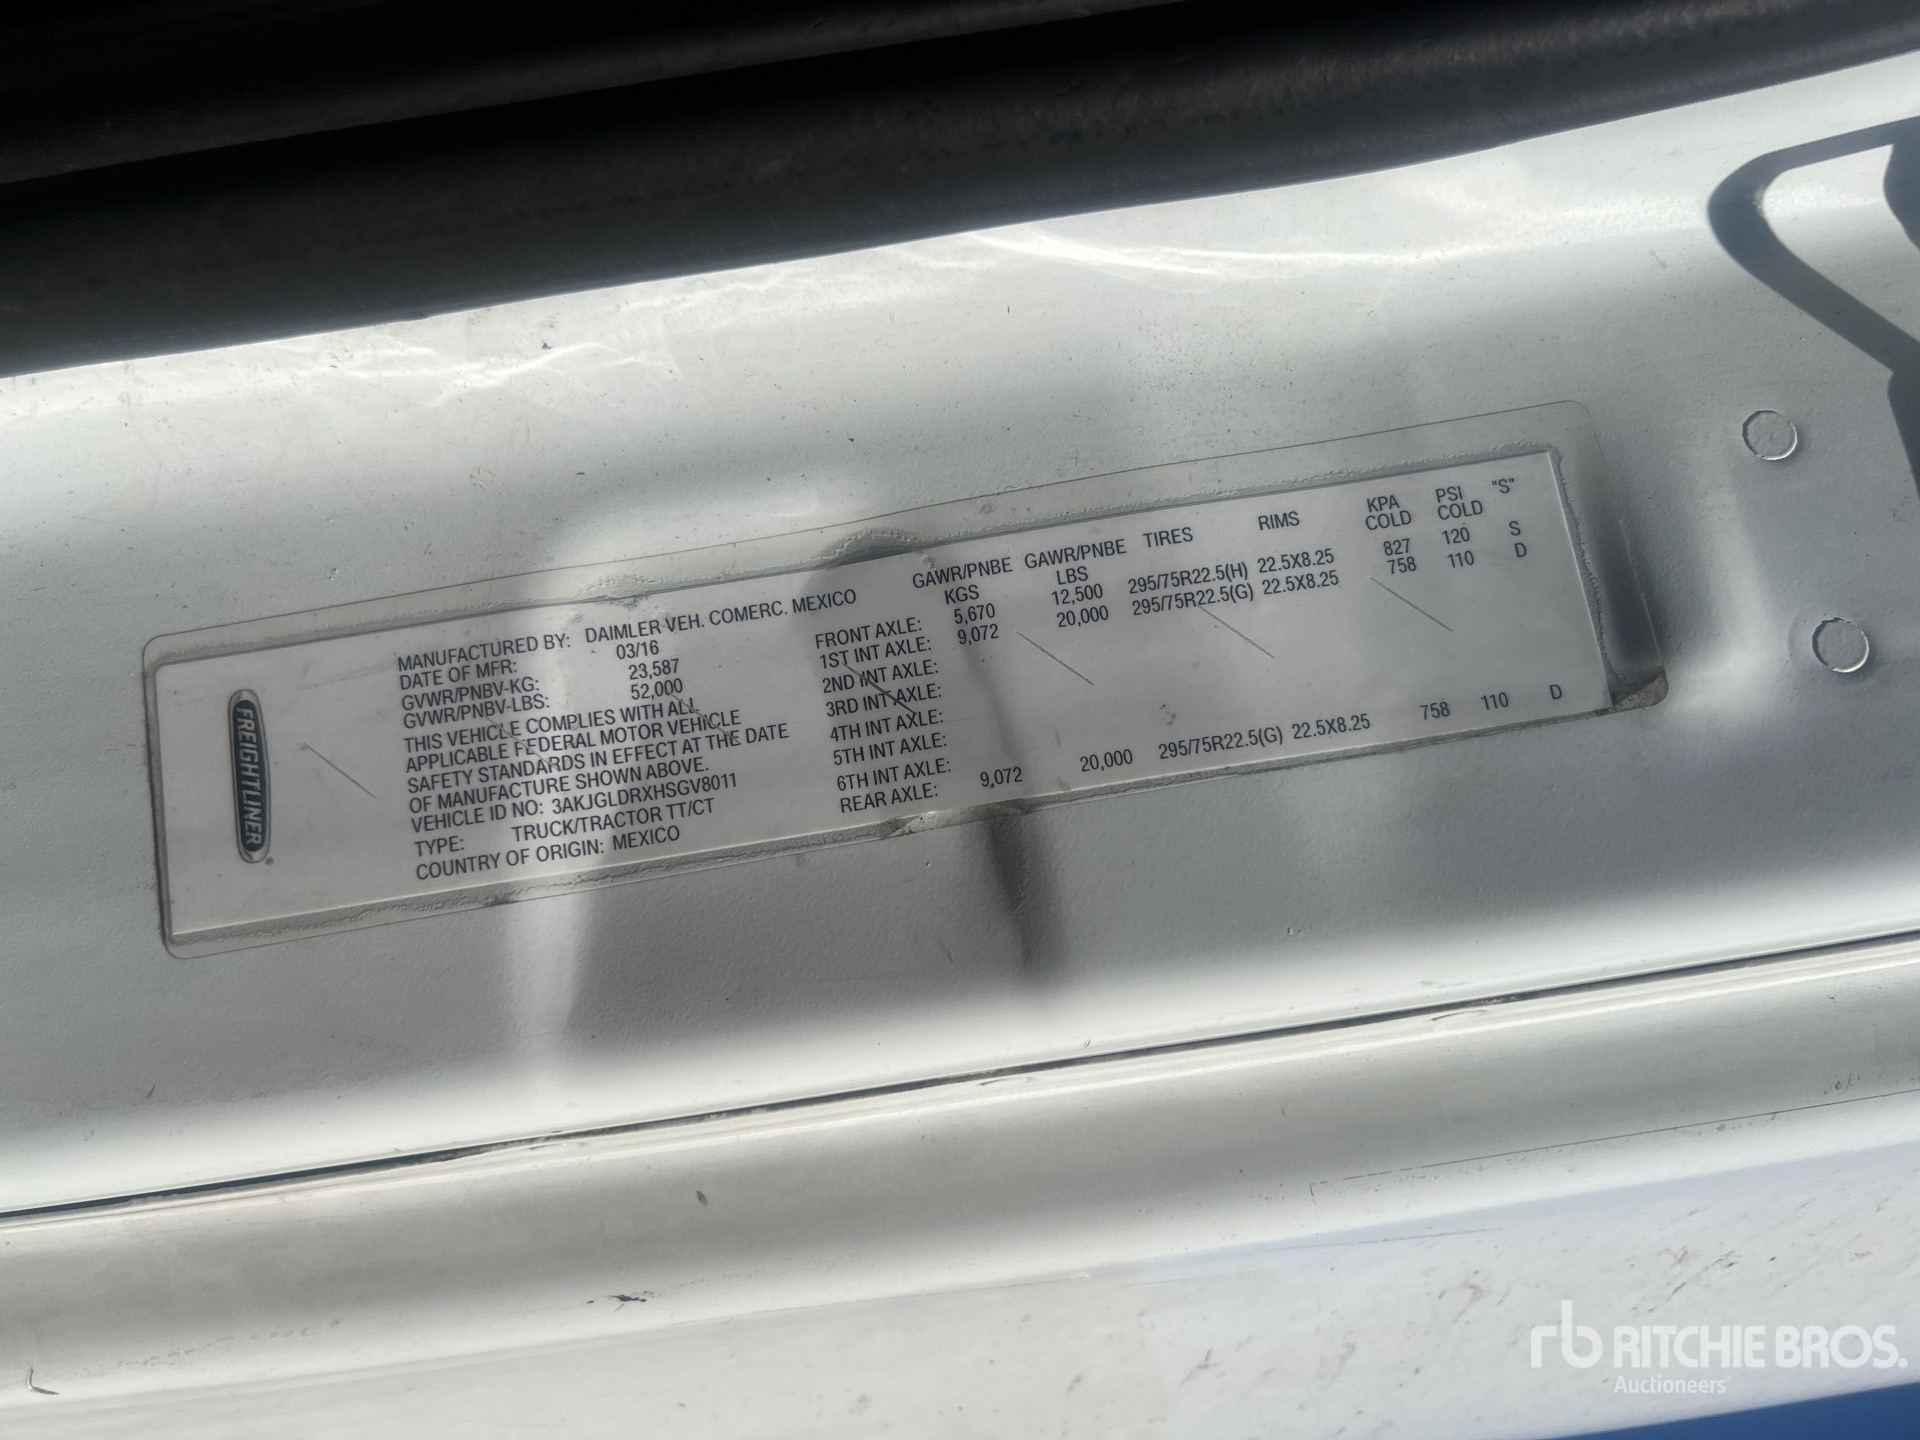 FREIGHTLINER®
MANUFACTURED BY: DAIMLER VEH. COMERC. MEXICO
DATE OF MFR: 03/16
GVWR/PNBV-KG: 23,587
GVWR/PNBV-LBS: 52,000
THIS VEHICLE COMPLIES WITH ALL
APPLICABLE FEDERAL MOTOR VEHICLE
SAFETY STANDARDS IN EFFECT AT THE DATE
OF MANUFACTURE SHOWN ABOVE.
VEHICLE ID NO: 3AKJGLDRXHSGV8011
TYPE: TRUCK/TRACTOR TT/CT
COUNTRY OF ORIGIN: MEXICO
GAWR/PNBE KGS GAWR/PNBE LBS TIRES RIMS KPA COLD PSI COLD "S"
FRONT AXLE: 5,670 12,500 295/75R22.5(H) 22.5X8.25 827 120 S
1ST INT AXLE: 9,072 20,000 295/75R22.5(G) 22.5X8.25 758 110 D
2ND INT AXLE:
3RD INT AXLE:
4TH INT AXLE:
5TH INT AXLE:
6TH INT AXLE:
REAR AXLE: 9,072 20,000 295/75R22.5(G) 22.5X8.25 758 110 D
rb RITCHIE BROS.
Auctioneers